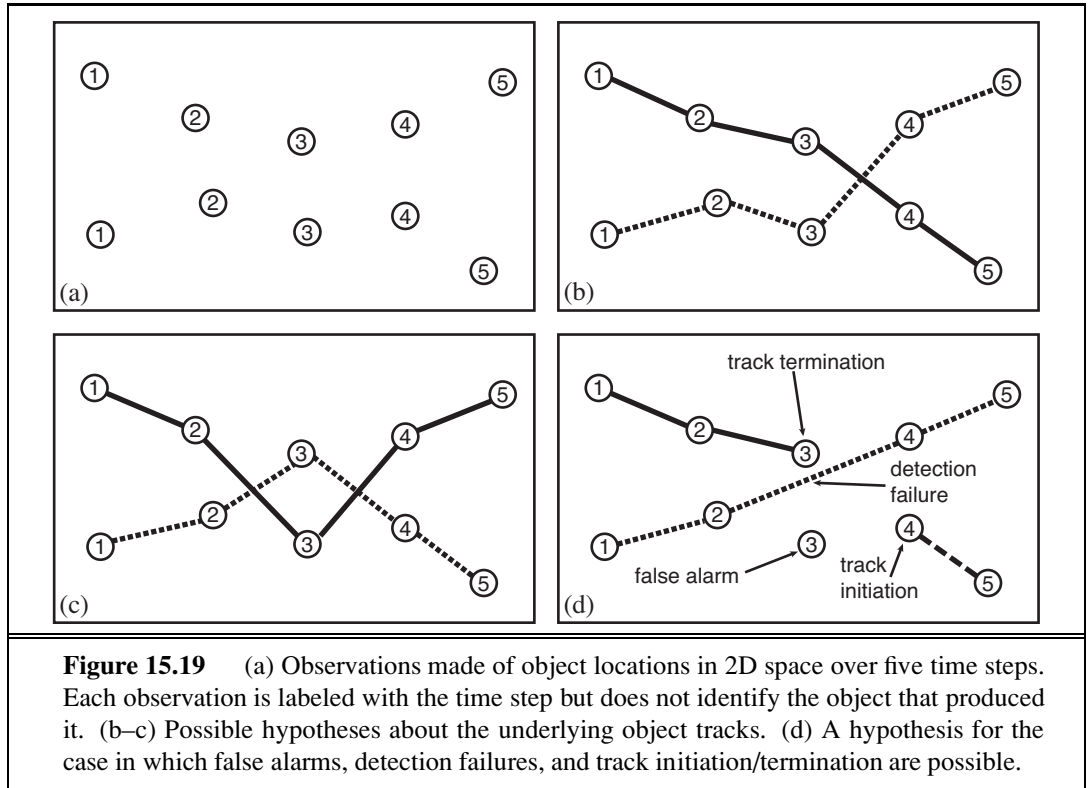 1
5
2
4
3
2
4
3
1
5
(a)
1
5
2
4
3
2
4
3
1
5
(b)
1
5
2
4
3
2
4
3
1
5
(c)
track termination
1
5
2
4
3
detection
failure
2
4
3
1
false alarm
track
initiation
5
(d)
Figure 15.19 (a) Observations made of object locations in 2D space over five time steps.
Each observation is labeled with the time step but does not identify the object that produced
it. (b–c) Possible hypotheses about the underlying object tracks. (d) A hypothesis for the
case in which false alarms, detection failures, and track initiation/termination are possible.